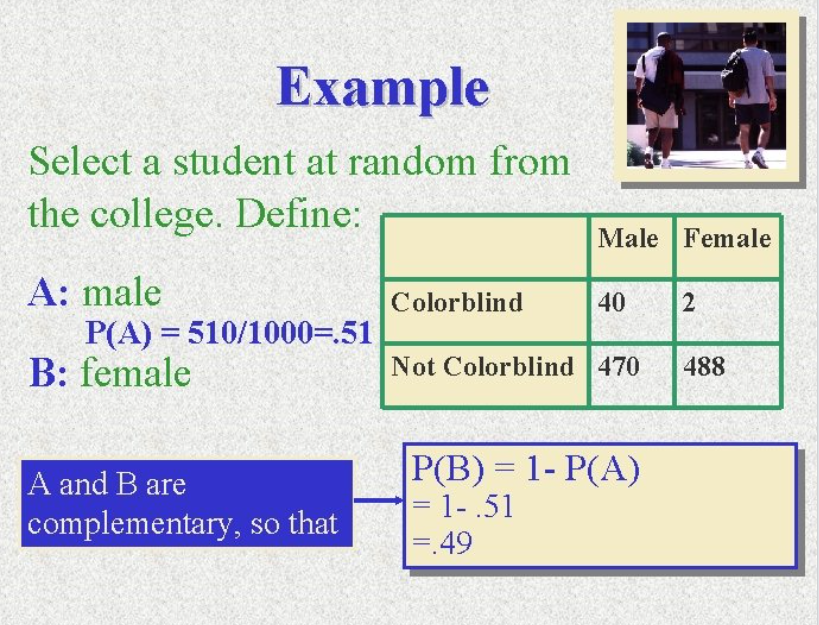 Example
Select a student at random from
the college. Define:
Male Female
A: male
Colorblind 40 2
P(A) = 510/1000=.51
B: female
Not Colorblind 470 488
A and B are
complementary, so that
P(B) = 1- P(A)
= 1- .51
=.49